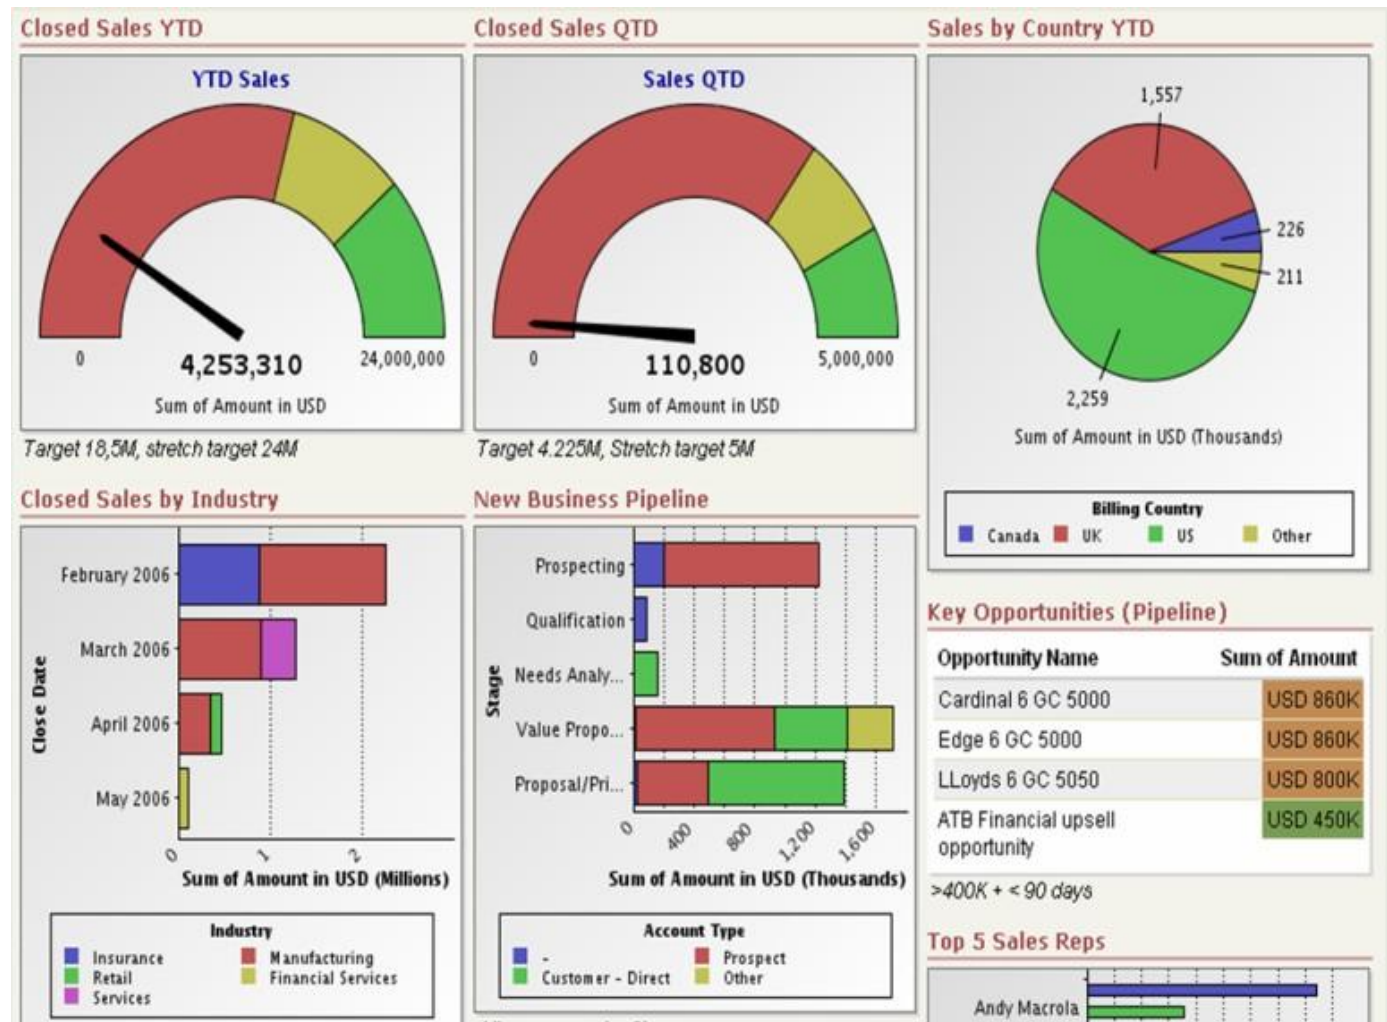 Closed Sales YTD
YTD Sales
0
24,000,000
4,253,310
Sum of Amount in USD
Target 18,5M, stretch target 24M
Closed Sales QTD
Sales QTD
0
5,000,000
110,800
Sum of Amount in USD
Target 4.225M, Stretch target 5M
Sales by Country YTD
1,557
226
211
2,259
Sum of Amount in USD (Thousands)
Billing Country
Canada UK US Other
Closed Sales by Industry
Close Date
February 2006
March 2006
April 2006
May 2006
0 1 2
Sum of Amount in USD (Millions)
Industry
Insurance Manufacturing
Retail Financial Services
Services
New Business Pipeline
Stage
Prospecting
Qualification
Needs Analy...
Value Propo...
Proposal/Pri...
0 400 800 1,200 1,600
Sum of Amount in USD (Thousands)
Account Type
- Prospect
Customer - Direct Other
Key Opportunities (Pipeline)
Opportunity Name Sum of Amount
Cardinal 6 GC 5000 USD 860K
Edge 6 GC 5000 USD 860K
LLoyds 6 GC 5050 USD 800K
ATB Financial upsell USD 450K
opportunity
>400K + < 90 days
Top 5 Sales Reps
Andy Macrola